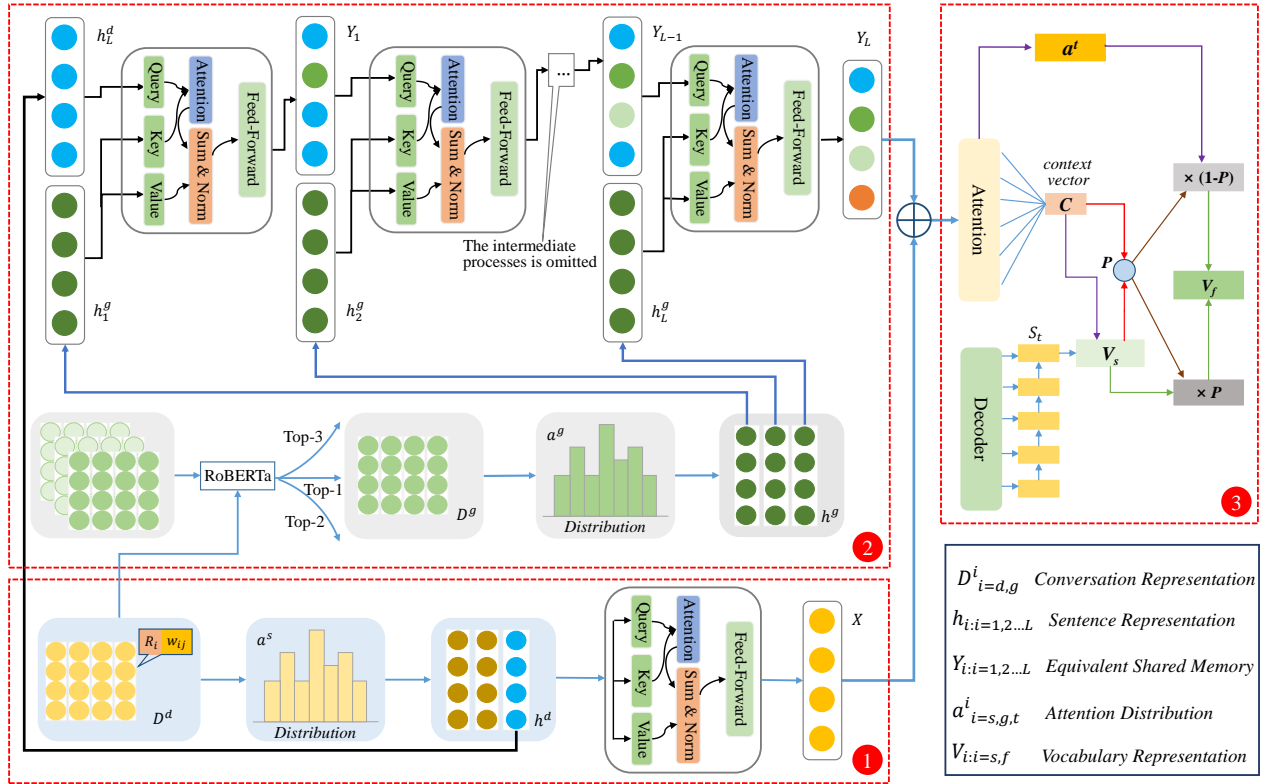 h_L^d
Query
Key
Value
Attention
Sum & Norm
Feed-Forward
h_1^g
Y_1
Query
Key
Value
Attention
Sum & Norm
Feed-Forward
h_2^g
...
The intermediate
processes is omitted
Y_{L-1}
Query
Key
Value
Attention
Sum & Norm
Feed-Forward
h_L^g
Y_L
RoBERTa
Top-3
Top-1
Top-2
D^g
a^g
Distribution
h^g
2
R_i
w_{ij}
D^d
a^s
Distribution
h^d
Query
Key
Value
Attention
Sum & Norm
Feed-Forward
X
1
a^t
Attention
context
vector
C
× (1-P)
P
V_f
S_t
V_s
× P
Decoder
3
D^i_{i=d,g} Conversation Representation
h_{i:i=1,2...L} Sentence Representation
Y_{i:i=1,2...L} Equivalent Shared Memory
a^i_{i=s,g,t} Attention Distribution
V_{i:i=s,f} Vocabulary Representation